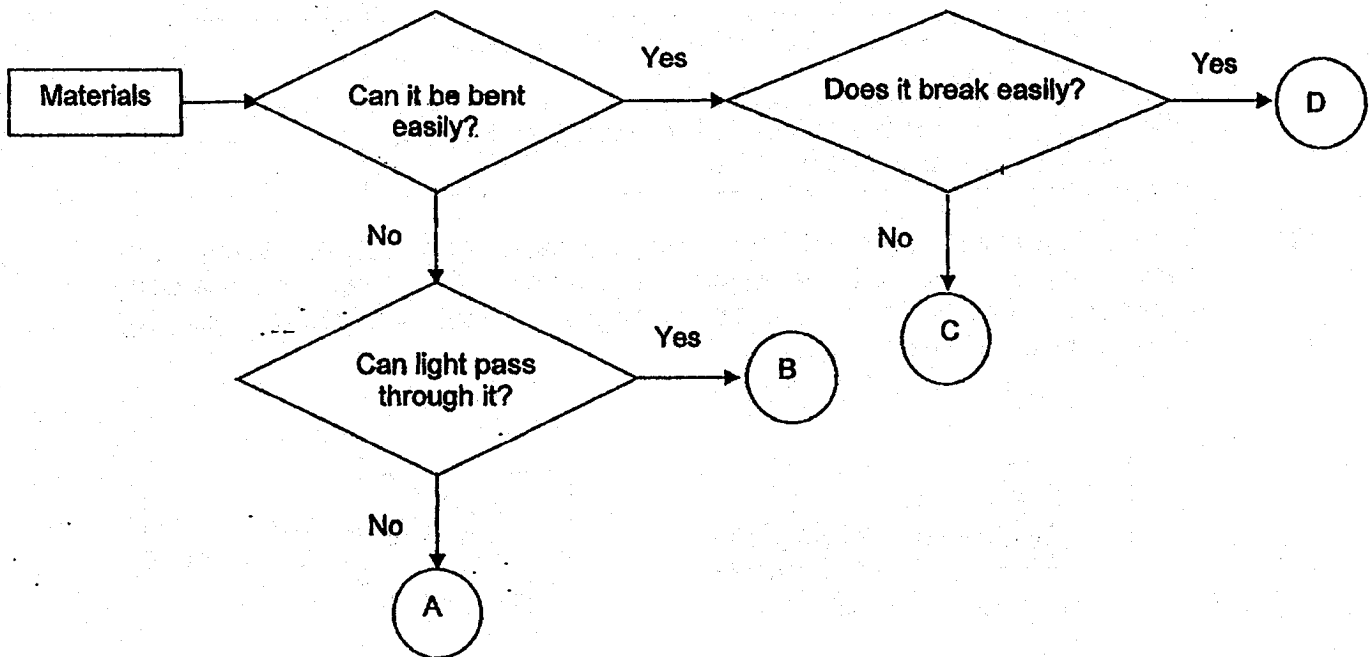 Materials
Can it be bent
easily?
Yes
Does it break easily?
Yes
D
No
No
C
Can light pass
through it?
Yes
B
No
A